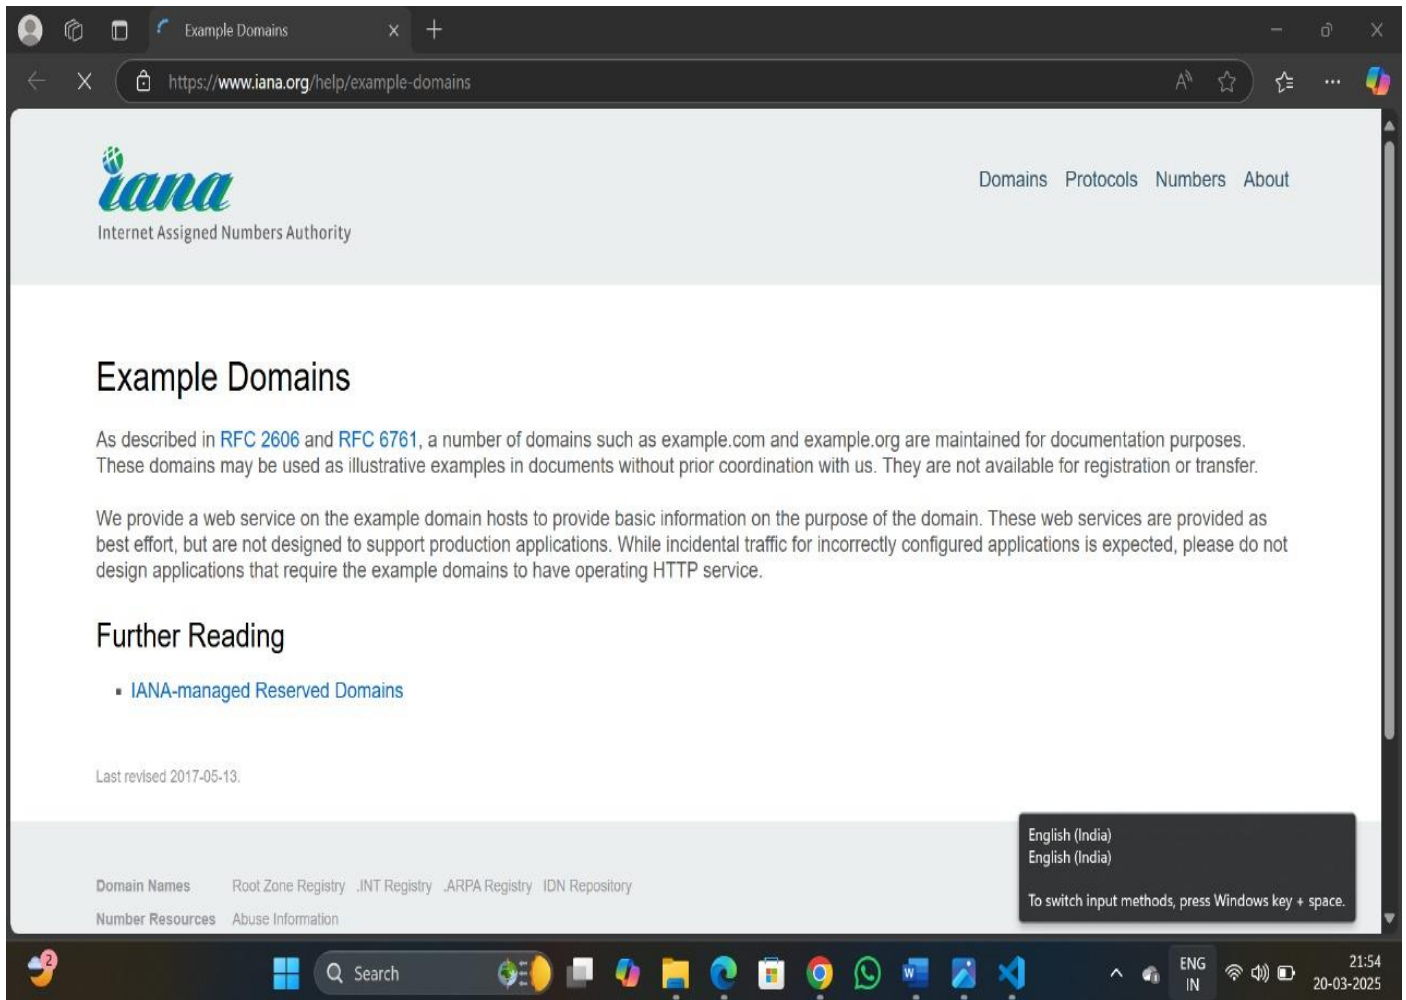 Example Domains
https://www.iana.org/help/example-domains
iana
Internet Assigned Numbers Authority
Domains Protocols Numbers About
Example Domains
As described in RFC 2606 and RFC 6761, a number of domains such as example.com and example.org are maintained for documentation purposes.
These domains may be used as illustrative examples in documents without prior coordination with us. They are not available for registration or transfer.
We provide a web service on the example domain hosts to provide basic information on the purpose of the domain. These web services are provided as
best effort, but are not designed to support production applications. While incidental traffic for incorrectly configured applications is expected, please do not
design applications that require the example domains to have operating HTTP service.
Further Reading
IANA-managed Reserved Domains
Last revised 2017-05-13.
English (India)
English (India)
To switch input methods, press Windows key + space.
Domain Names Root Zone Registry .INT Registry .ARPA Registry IDN Repository
Number Resources Abuse Information
2
Search
ENG
IN
21:54
20-03-2025